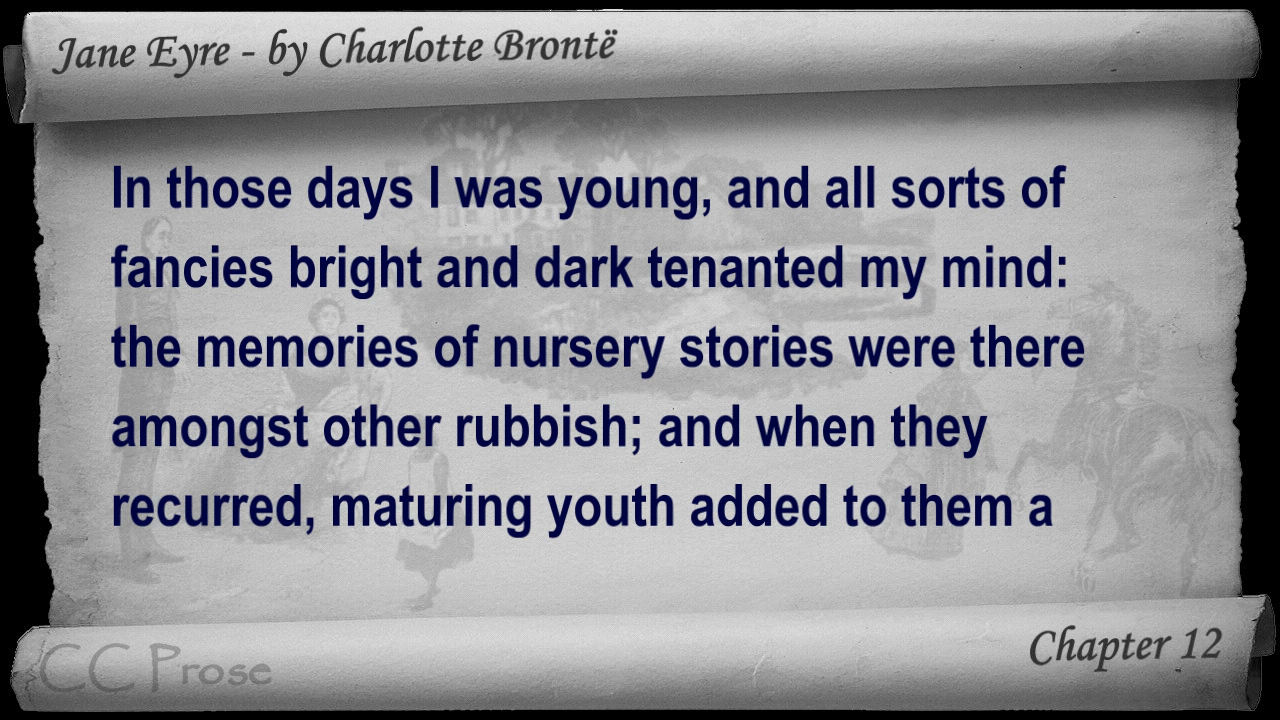 Jane Eyre - by Charlotte Brontë
In those days I was young, and all sorts of
fancies bright and dark tenanted my mind:
the memories of nursery stories were there
amongst other rubbish; and when they
recurred, maturing youth added to them a
Chapter 12
CC Prose